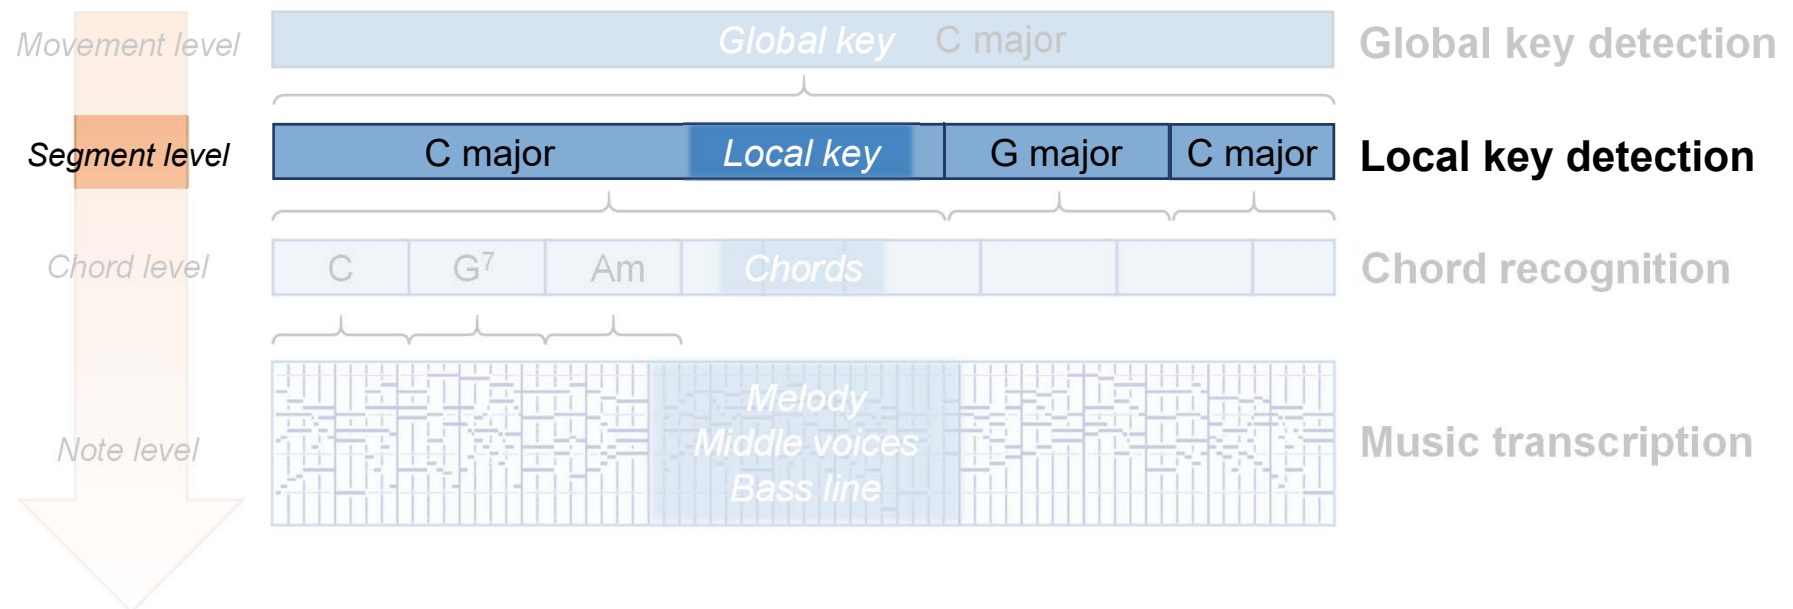 Movement level Global key C major Global key detection
Segment level C major Local key G major C major Local key detection
Chord level C G⁷ Am Chords Chord recognition
Melody
Note level Middle voices Music transcription
Bass line